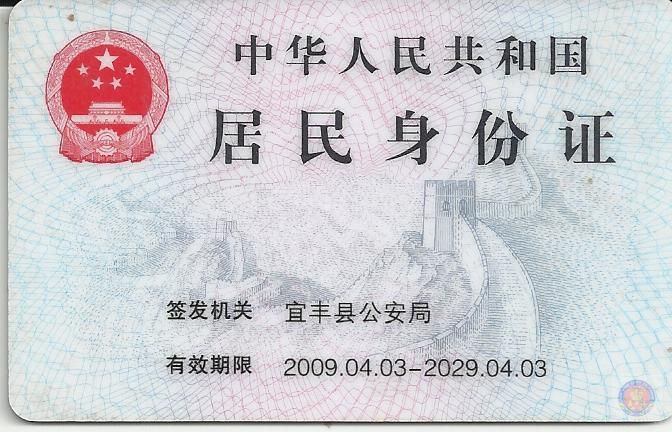 中华人民共和国
居民身份证
签发机关 宜丰县公安局
有效期限 2009.04.03-2029.04.03